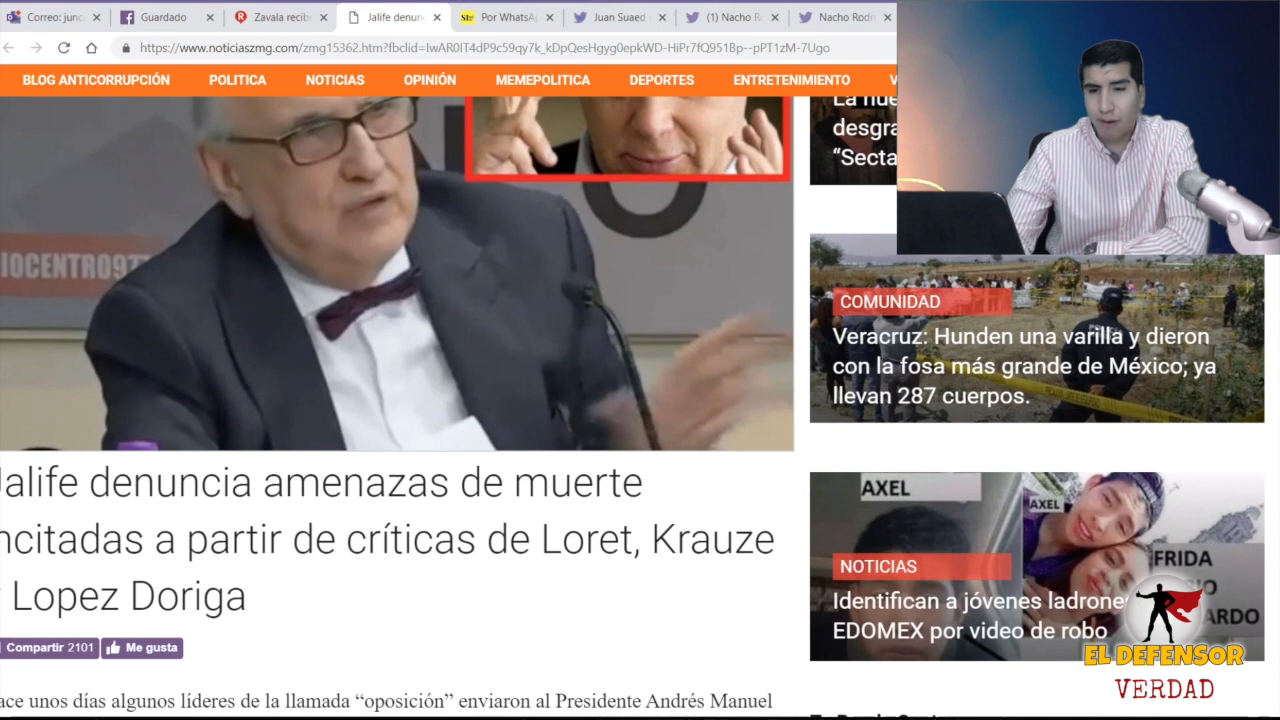 Correo: junc
Guardado
Zavala recib
Jalife denun
Str
Por WhatsAp
Juan Suaed
(1) Nacho R
Nacho Rodr
https://www.noticiaszmg.com/zmg15362.htm?fbclid=IwAR0IT4dP9c59qy7k_kDpQesHgyg0epkWD-HiPr7fQ951Bp--pPT1zM-7Ugo
BLOG ANTICORRUPCIÓN
POLITICA
NOTICIAS
OPINIÓN
MEMEPOLITICA
DEPORTES
ENTRETENIMIENTO
V
La nue
desgra
“Secta
IOCENTRO97
COMUNIDAD
Veracruz: Hunden una varilla y dieron
con la fosa más grande de México; ya
llevan 287 cuerpos.
Jalife denuncia amenazas de muerte
ncitadas a partir de críticas de Loret, Krauze
Lopez Doriga
Compartir 2101
Me gusta
ace unos días algunos líderes de la llamada “oposición” enviaron al Presidente Andrés Manuel
AXEL
AXEL
FRIDA
ARDO
NOTICIAS
Identifican a jóvenes ladrone
EDOMEX por video de robo
EL DEFENSOR
VERDAD